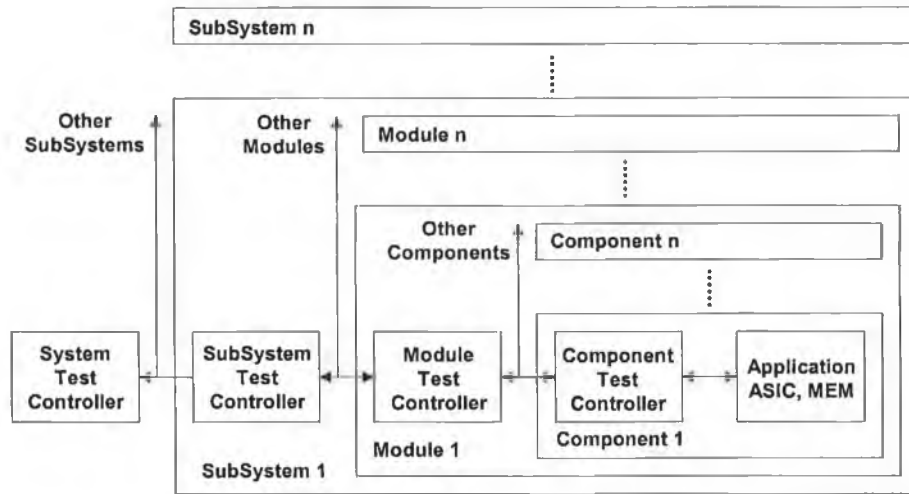 SubSystem n
Other
SubSystems
Other
Modules
Module n
Other
Components
Component n
System
Test
Controller
SubSystem
Test
Controller
Module
Test
Controller
Component
Test
Controller
Application
ASIC, MEM
Component 1
Module 1
SubSystem 1